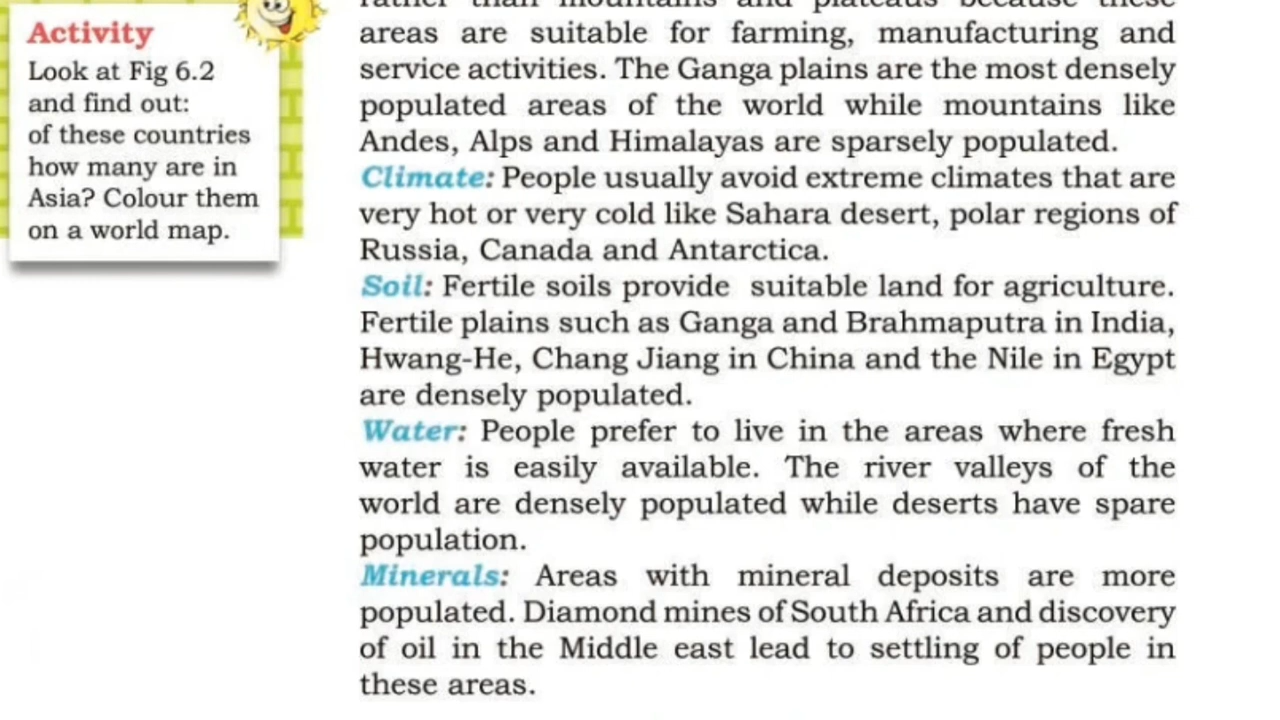 Activity
Look at Fig 6.2
and find out:
of these countries
how many are in
Asia? Colour them
on a world map.
rather than mountains and plateaus because these
areas are suitable for farming, manufacturing and
service activities. The Ganga plains are the most densely
populated areas of the world while mountains like
Andes, Alps and Himalayas are sparsely populated.
Climate: People usually avoid extreme climates that are
very hot or very cold like Sahara desert, polar regions of
Russia, Canada and Antarctica.
Soil: Fertile soils provide suitable land for agriculture.
Fertile plains such as Ganga and Brahmaputra in India,
Hwang-He, Chang Jiang in China and the Nile in Egypt
are densely populated.
Water: People prefer to live in the areas where fresh
water is easily available. The river valleys of the
world are densely populated while deserts have spare
population.
Minerals: Areas with mineral deposits are more
populated. Diamond mines of South Africa and discovery
of oil in the Middle east lead to settling of people in
these areas.